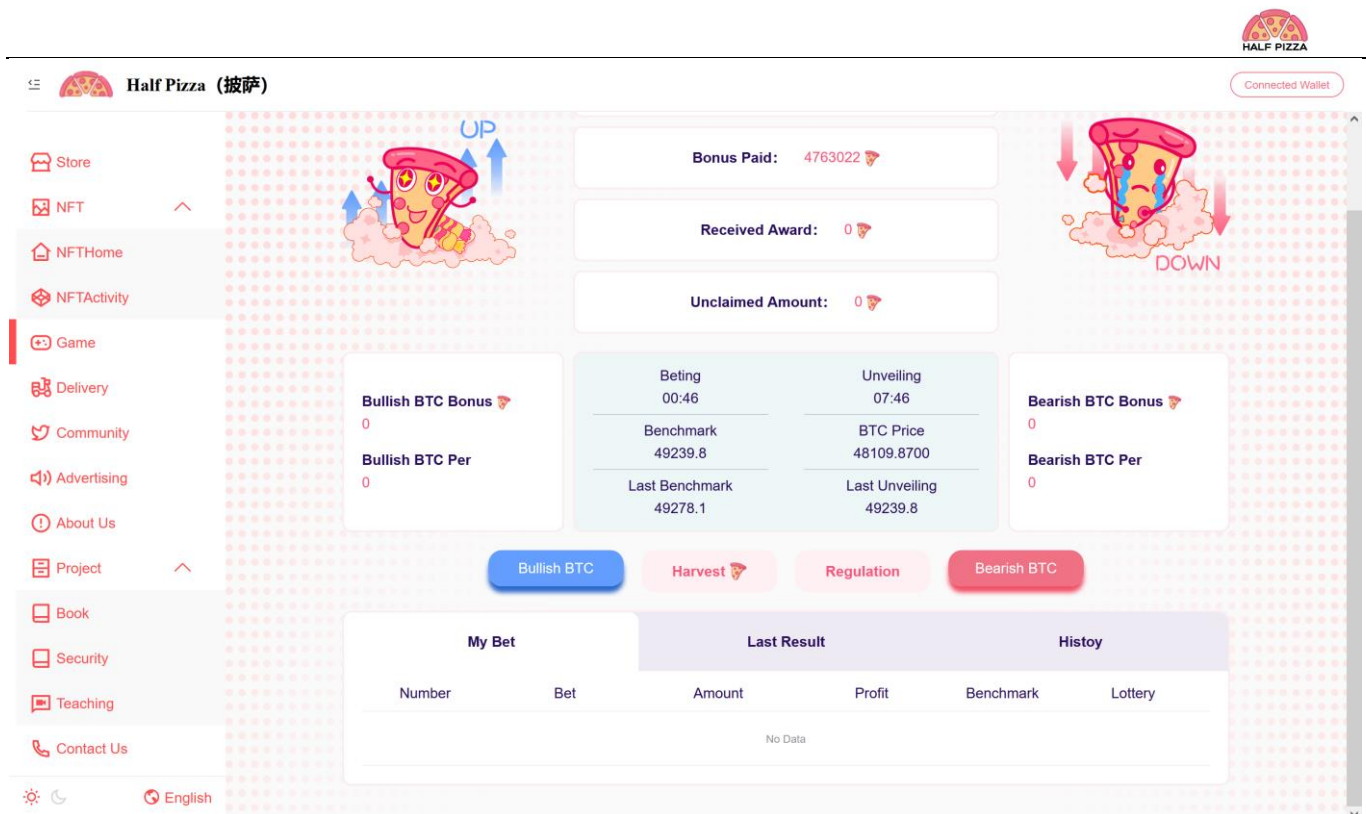 HALF PIZZA
Half Pizza (披萨)
Connected Wallet
Store
NFT
NFTHome
NFTActivity
Game
Delivery
Community
Advertising
About Us
Project
Book
Security
Teaching
Contact Us
English
UP
DOWN
Bonus Paid: 4763022
Received Award: 0
Unclaimed Amount: 0
Bullish BTC Bonus
0
Bullish BTC Per
0
Beting Unveiling
00:46 07:46
Benchmark BTC Price
49239.8 48109.8700
Last Benchmark Last Unveiling
49278.1 49239.8
Bearish BTC Bonus
0
Bearish BTC Per
0
Bullish BTC Harvest Regulation Bearish BTC
My Bet Last Result Histoy
Number Bet Amount Profit Benchmark Lottery
No Data